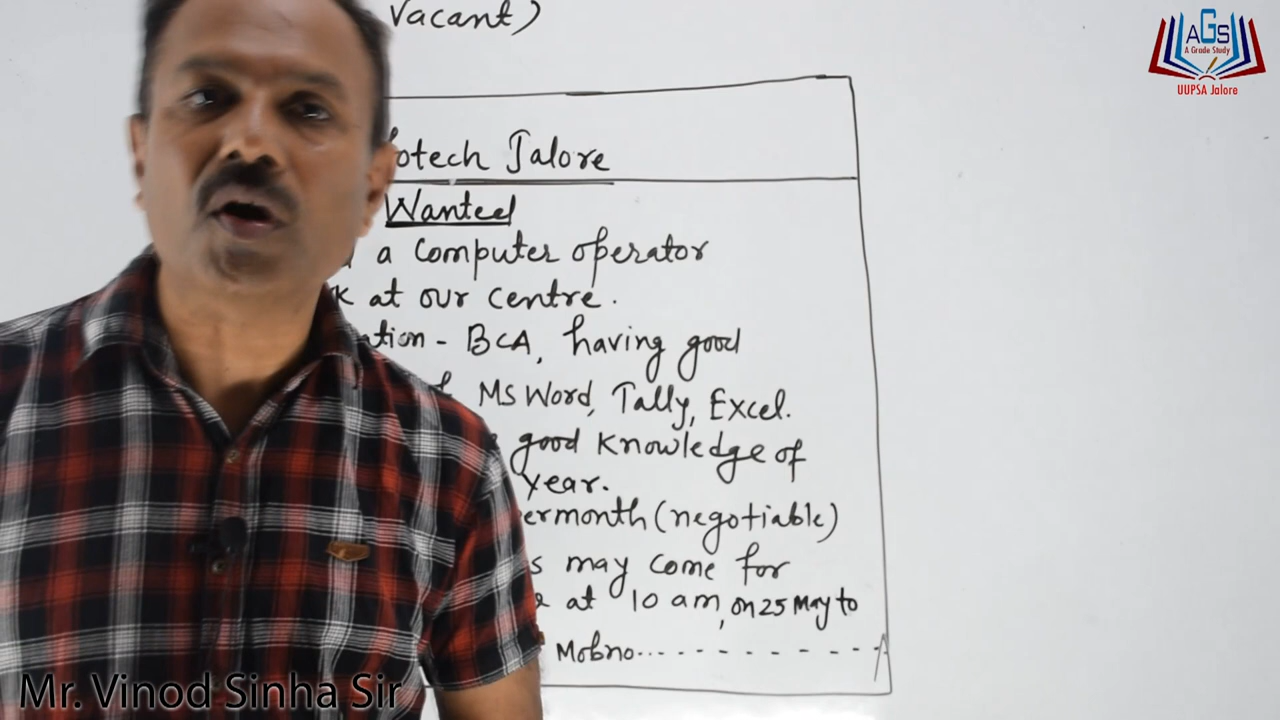 Vacant)
AGS
A Grade Study
UUPSA Jalore
otech Jalore
Wanted
a computer operator
k at our centre.
ation - BCA, having good
Ms Word, Tally, Excel.
good knowledge of
year.
permonth (negotiable)
s may come for
at 10 am, on 25 May to
Mobno.-----------
Mr. Vinod Sinha Sir